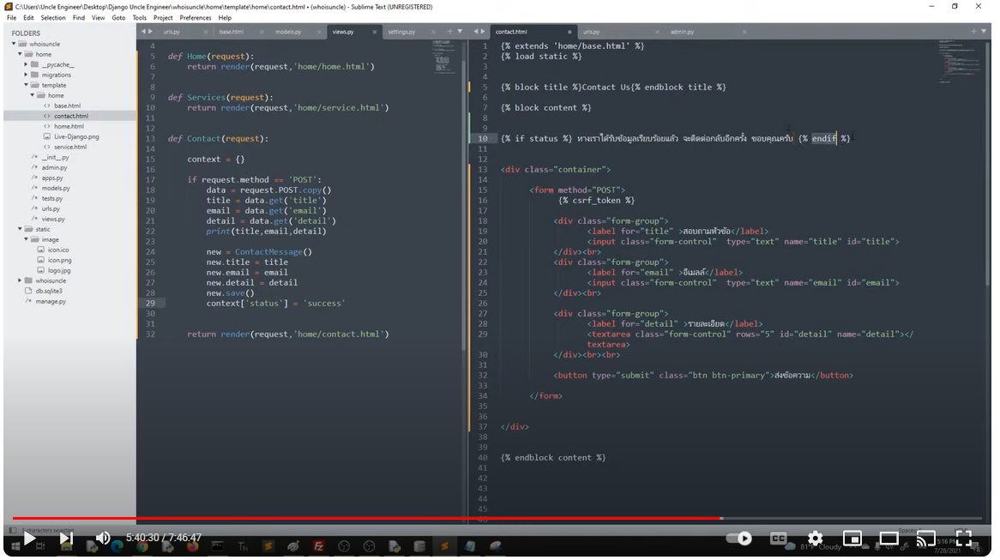 C:\Users\Uncle Engineer\Desktop\Django Uncle Engineer\whoisuncle\home\template\home\contact.html • (whoisuncle) - Sublime Text (UNREGISTERED)
File Edit Selection Find View Goto Tools Project Preferences Help
FOLDERS
whoisuncle
home
__pycache__
migrations
template
home
base.html
contact.html
home.html
Live-Django.png
service.html
__init__.py
admin.py
apps.py
models.py
tests.py
urls.py
views.py
static
image
icon.ico
icon.png
logo.jpg
whoisuncle
db.sqlite3
manage.py
urls.py base.html models.py views.py settings.py
4
5 def Home(request):
6 return render(request,'home/home.html')
7
8
9 def Services(request):
10 return render(request,'home/service.html')
11
12
13 def Contact(request):
14
15 context = {}
16
17 if request.method == 'POST':
18 data = request.POST.copy()
19 title = data.get('title')
20 email = data.get('email')
21 detail = data.get('detail')
22 print(title,email,detail)
23
24 new = ContactMessage()
25 new.title = title
26 new.email = email
27 new.detail = detail
28 new.save()
29 context['status'] = 'success'
30
31
32 return render(request,'home/contact.html')
contact.html urls.py admin.py
1 {% extends 'home/base.html' %}
2 {% load static %}
3
4
5 {% block title %}Contact Us{% endblock title %}
6
7 {% block content %}
8
9
10 {% if status %} ทางเราได้รับข้อมูลเรียบร้อยแล้ว จะติดต่อกลับอีกครั้ง ขอบคุณครับ {% endif %}
11
12
13 <div class="container">
14
15 <form method="POST">
16 {% csrf_token %}
17
18 <div class="form-group">
19 <label for="title" >สอบถามหัวข้อ</label>
20 <input class="form-control" type="text" name="title" id="title">
21 </div><br>
22 <div class="form-group">
23 <label for="email" >อีเมลล์</label>
24 <input class="form-control" type="text" name="email" id="email">
25 </div><br>
26
27 <div class="form-group">
28 <label for="detail" >รายละเอียด</label>
29 <textarea class="form-control" rows="5" id="detail" name="detail"></
textarea>
30 </div><br><br>
31
32 <button type="submit" class="btn btn-primary">ส่งข้อความ</button>
33
34 </form>
35
36
37 </div>
38
39
40 {% endblock content %}
41
42
43
44
45
5 characters selected
5:40:30 / 7:46:47
CC
81°F Cloudy
5:16 PM
7/28/2021